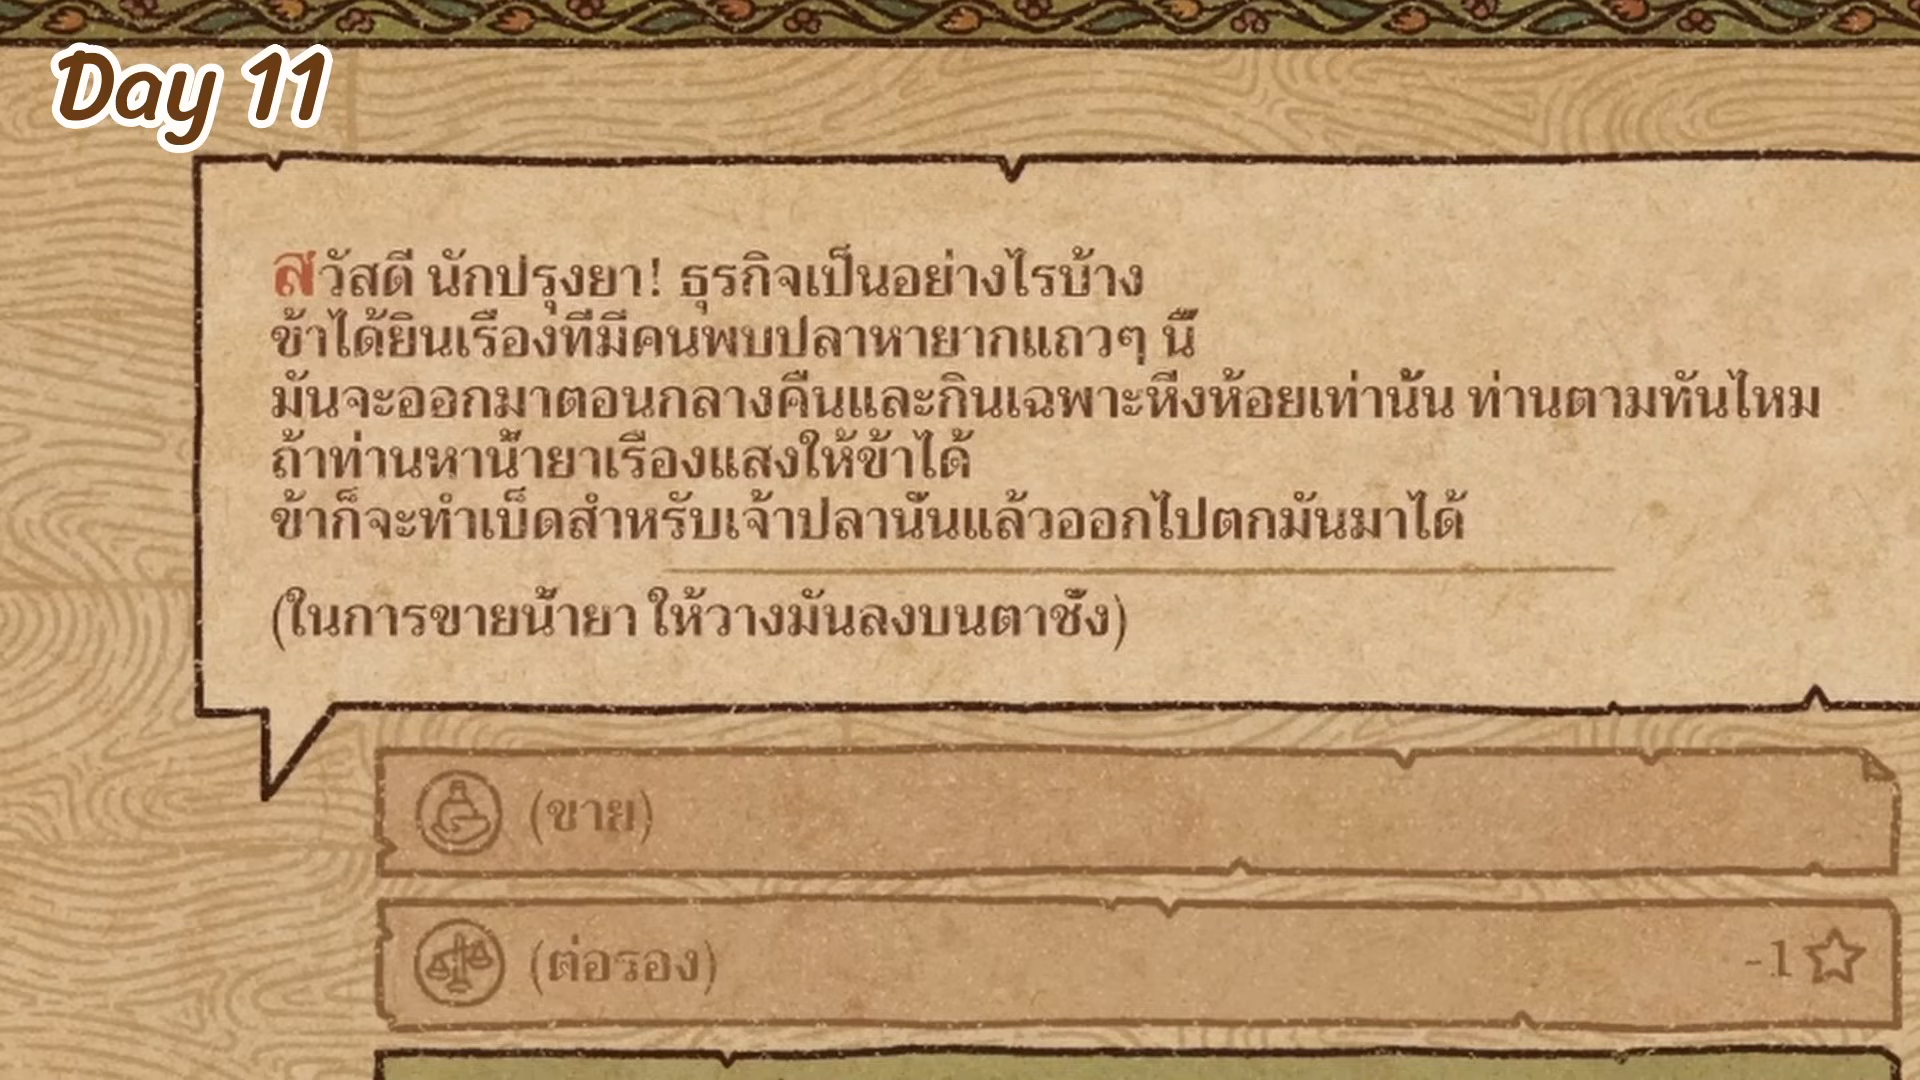 Day 11
สวัสดี นักปรุงยา! ธุรกิจเป็นอย่างไรบ้าง
ข้าได้ยินเรื่องที่มีคนพบปลาหายากแถวๆ นี้
มันจะออกมาตอนกลางคืนและกินเฉพาะหิ่งห้อยเท่านั้น ท่านตามทันไหม
ถ้าท่านหาน้ำยาเรืองแสงให้ข้าได้
ข้าก็จะทำเบ็ดสำหรับเจ้าปลานั่นแล้วออกไปตกมันมาได้
(ในการขายน้ำยา ให้วางมันลงบนตาชั่ง)
(ขาย)
(ต่อรอง)
-1